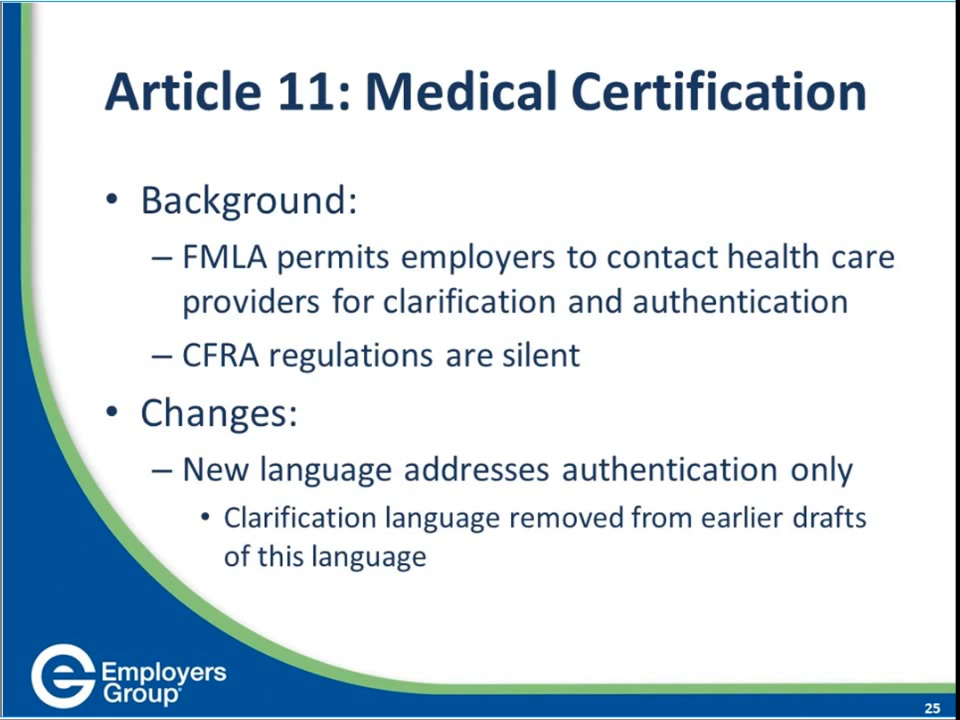 Article 11: Medical Certification
• Background:
– FMLA permits employers to contact health care
providers for clarification and authentication
– CFRA regulations are silent
• Changes:
– New language addresses authentication only
• Clarification language removed from earlier drafts
of this language
Employers
Group
25